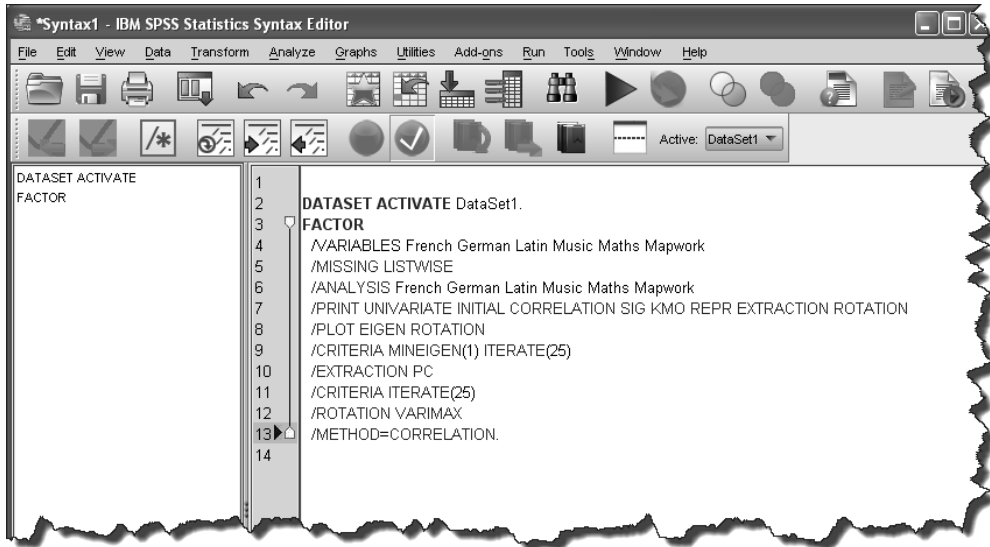 *Syntax1 - IBM SPSS Statistics Syntax Editor
File Edit View Data Transform Analyze Graphs Utilities Add-ons Run Tools Window Help
/*
Active: DataSet1
DATASET ACTIVATE
FACTOR
1
2 DATASET ACTIVATE DataSet1.
3 FACTOR
4 /VARIABLES French German Latin Music Maths Mapwork
5 /MISSING LISTWISE
6 /ANALYSIS French German Latin Music Maths Mapwork
7 /PRINT UNIVARIATE INITIAL CORRELATION SIG KMO REPR EXTRACTION ROTATION
8 /PLOT EIGEN ROTATION
9 /CRITERIA MINEIGEN(1) ITERATE(25)
10 /EXTRACTION PC
11 /CRITERIA ITERATE(25)
12 /ROTATION VARIMAX
13 /METHOD=CORRELATION.
14